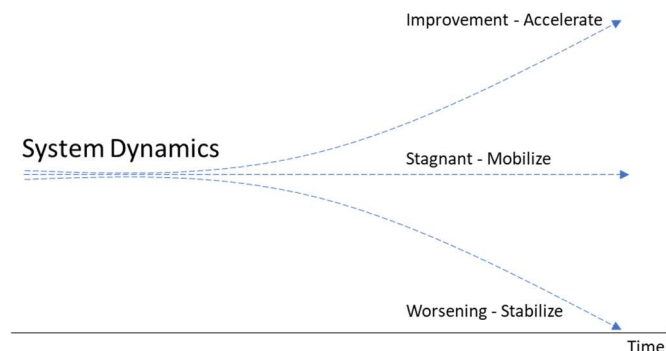 Improvement - Accelerate
System Dynamics
Stagnant - Mobilize
Worsening - Stabilize
Time